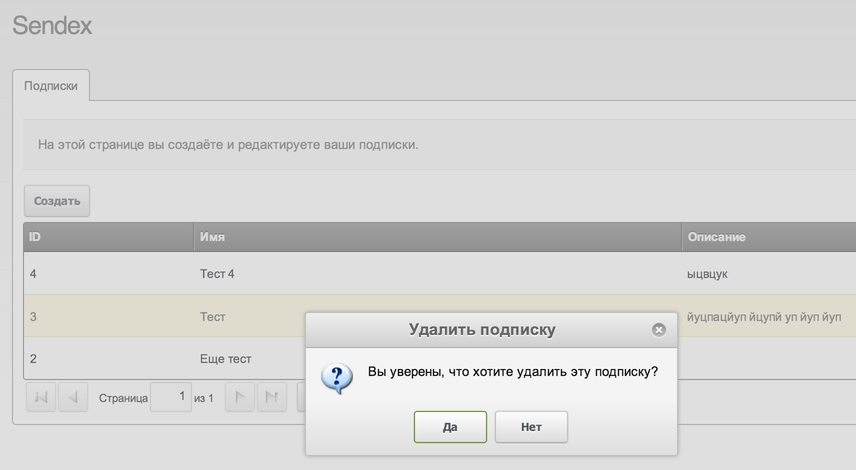 Sendex
Подписки
На этой странице вы создаёте и редактируете ваши подписки.
Создать
ID Имя Описание
4 Тест 4 ыцвцук
3 Тест йуцпацйуп йцупй уп йуп йуп
2 Еще тест
Страница 1 из 1
Удалить подписку
Вы уверены, что хотите удалить эту подписку?
Да Нет